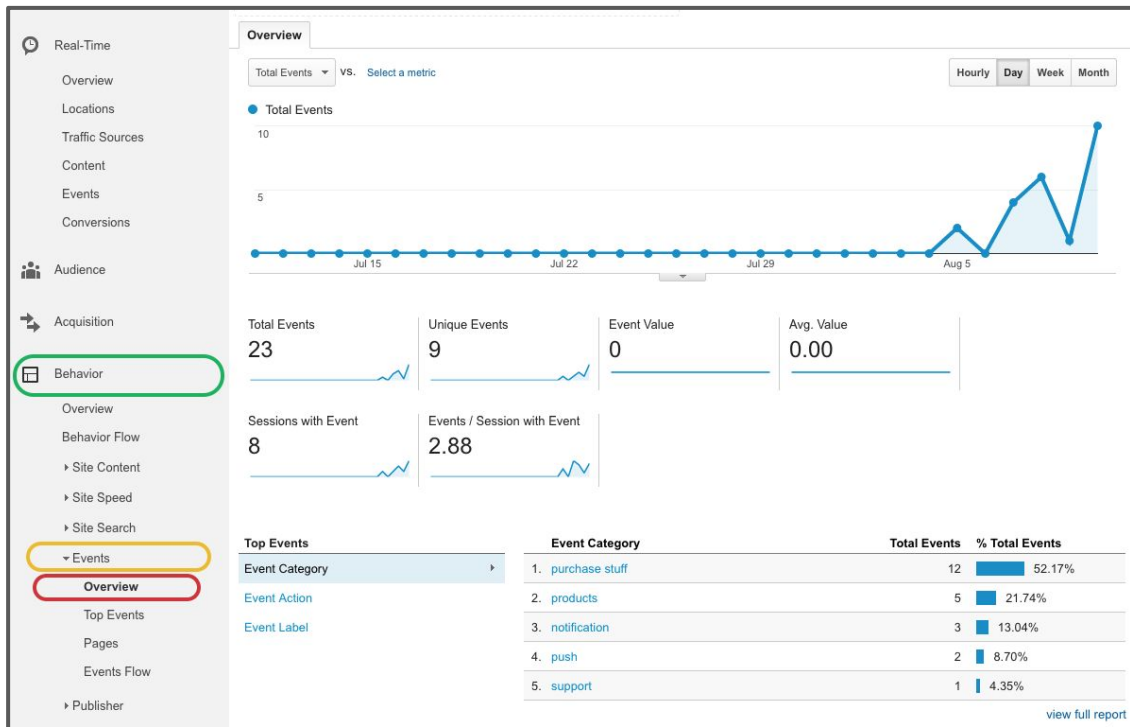 Real-Time
Overview
Locations
Traffic Sources
Content
Events
Conversions
Audience
Acquisition
Behavior
Overview
Behavior Flow
Site Content
Site Speed
Site Search
Events
Overview
Top Events
Pages
Events Flow
Publisher
Overview
Total Events VS. Select a metric
Hourly Day Week Month
Total Events
10
5
Jul 15 Jul 22 Jul 29 Aug 5
Total Events Unique Events Event Value Avg. Value
23 9 0 0.00
Sessions with Event Events / Session with Event
8 2.88
Top Events
Event Category
Event Action
Event Label
Event Category Total Events % Total Events
1. purchase stuff 12 52.17%
2. products 5 21.74%
3. notification 3 13.04%
4. push 2 8.70%
5. support 1 4.35%
view full report